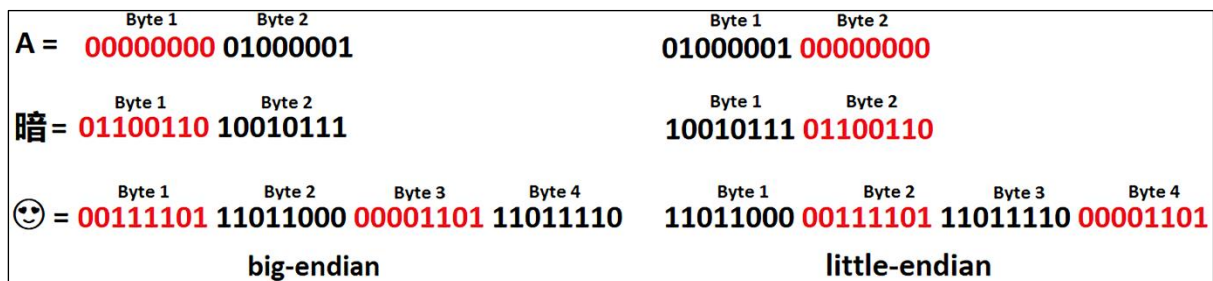 Byte 1 Byte 2 Byte 1 Byte 2
A = 00000000 01000001 01000001 00000000
Byte 1 Byte 2 Byte 1 Byte 2
暗 = 01100110 10010111 10010111 01100110
Byte 1 Byte 2 Byte 3 Byte 4 Byte 1 Byte 2 Byte 3 Byte 4
😍 = 00111101 11011000 00001101 11011110 11011000 00111101 11011110 00001101
big-endian little-endian